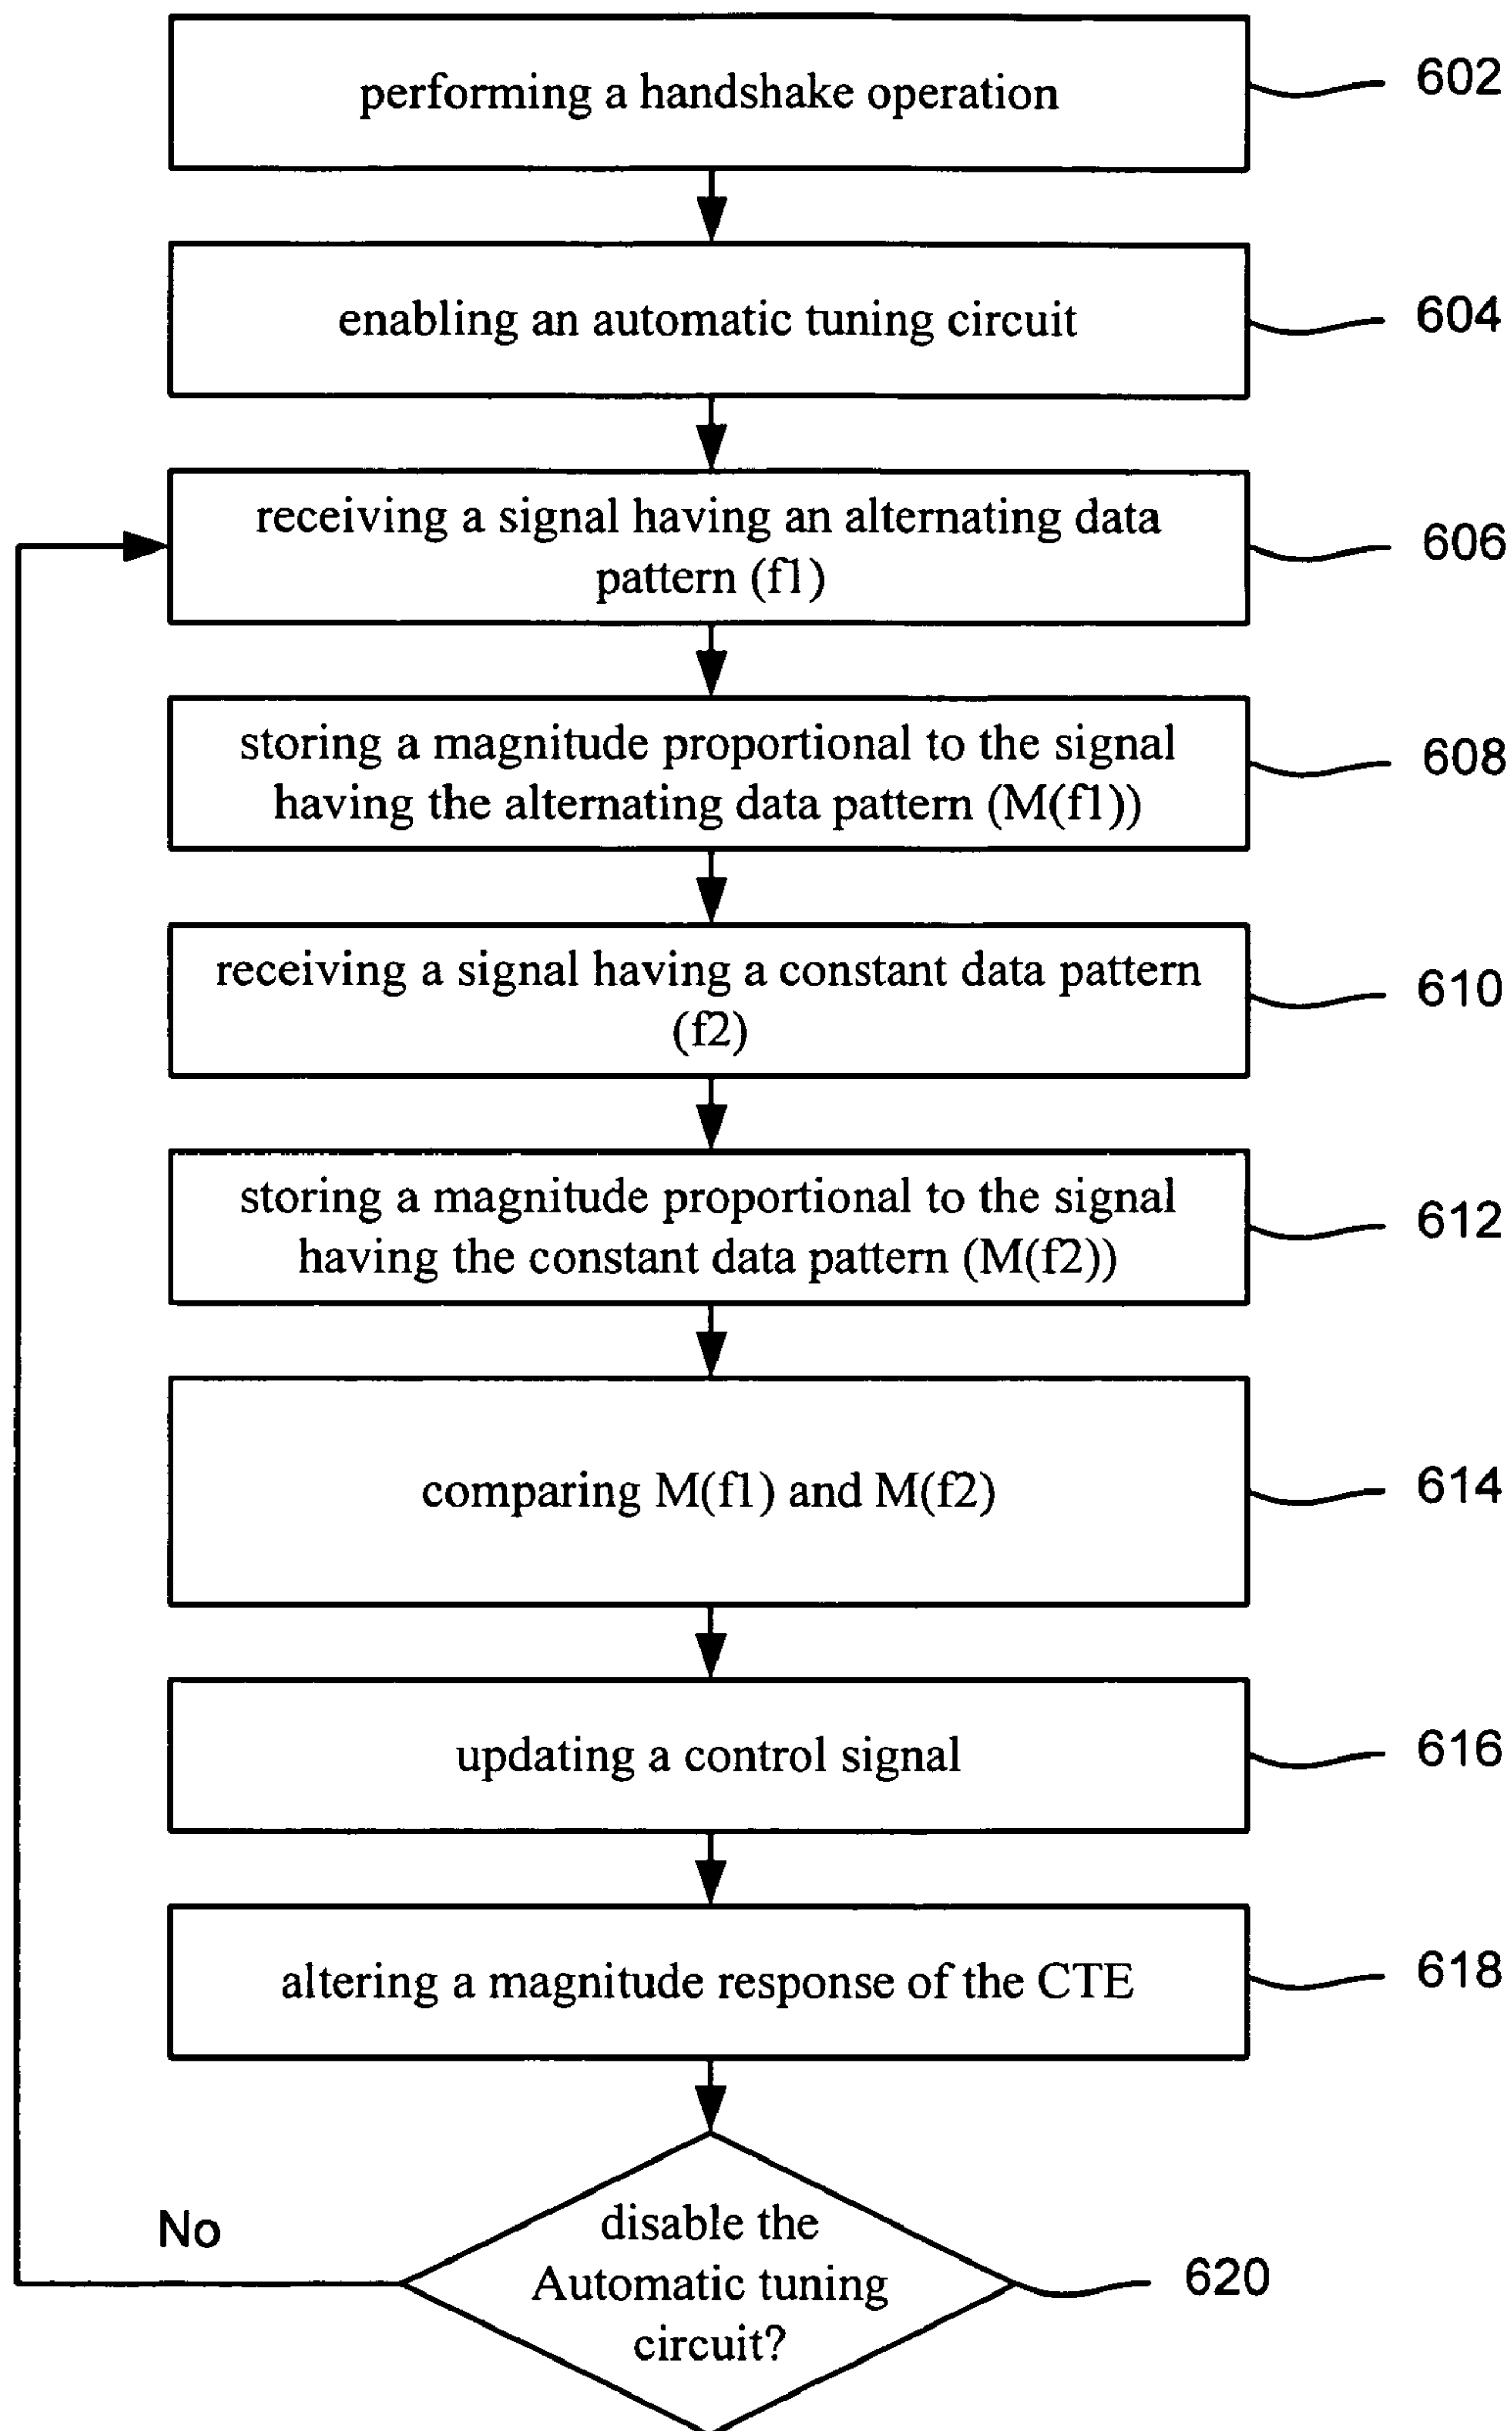 performing a handshake operation
602
enabling an automatic tuning circuit
604
receiving a signal having an alternating data
pattern (f1)
606
storing a magnitude proportional to the signal
having the alternating data pattern (M(f1))
608
receiving a signal having a constant data pattern
(f2)
610
storing a magnitude proportional to the signal
having the constant data pattern (M(f2))
612
comparing M(f1) and M(f2)
614
updating a control signal
616
altering a magnitude response of the CTE
618
No
disable the
Automatic tuning
circuit?
620